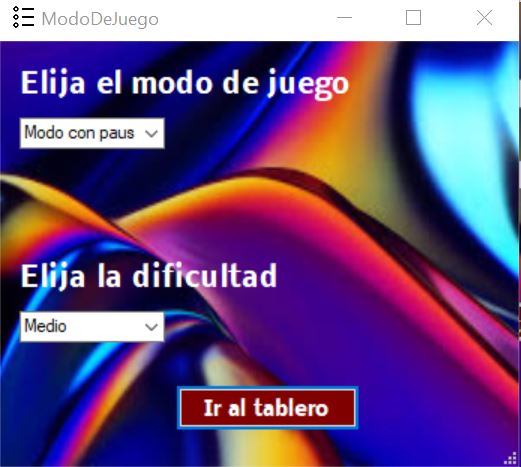 ModoDeJuego
Elija el modo de juego
Modo con paus
Elija la dificultad
Medio
Ir al tablero